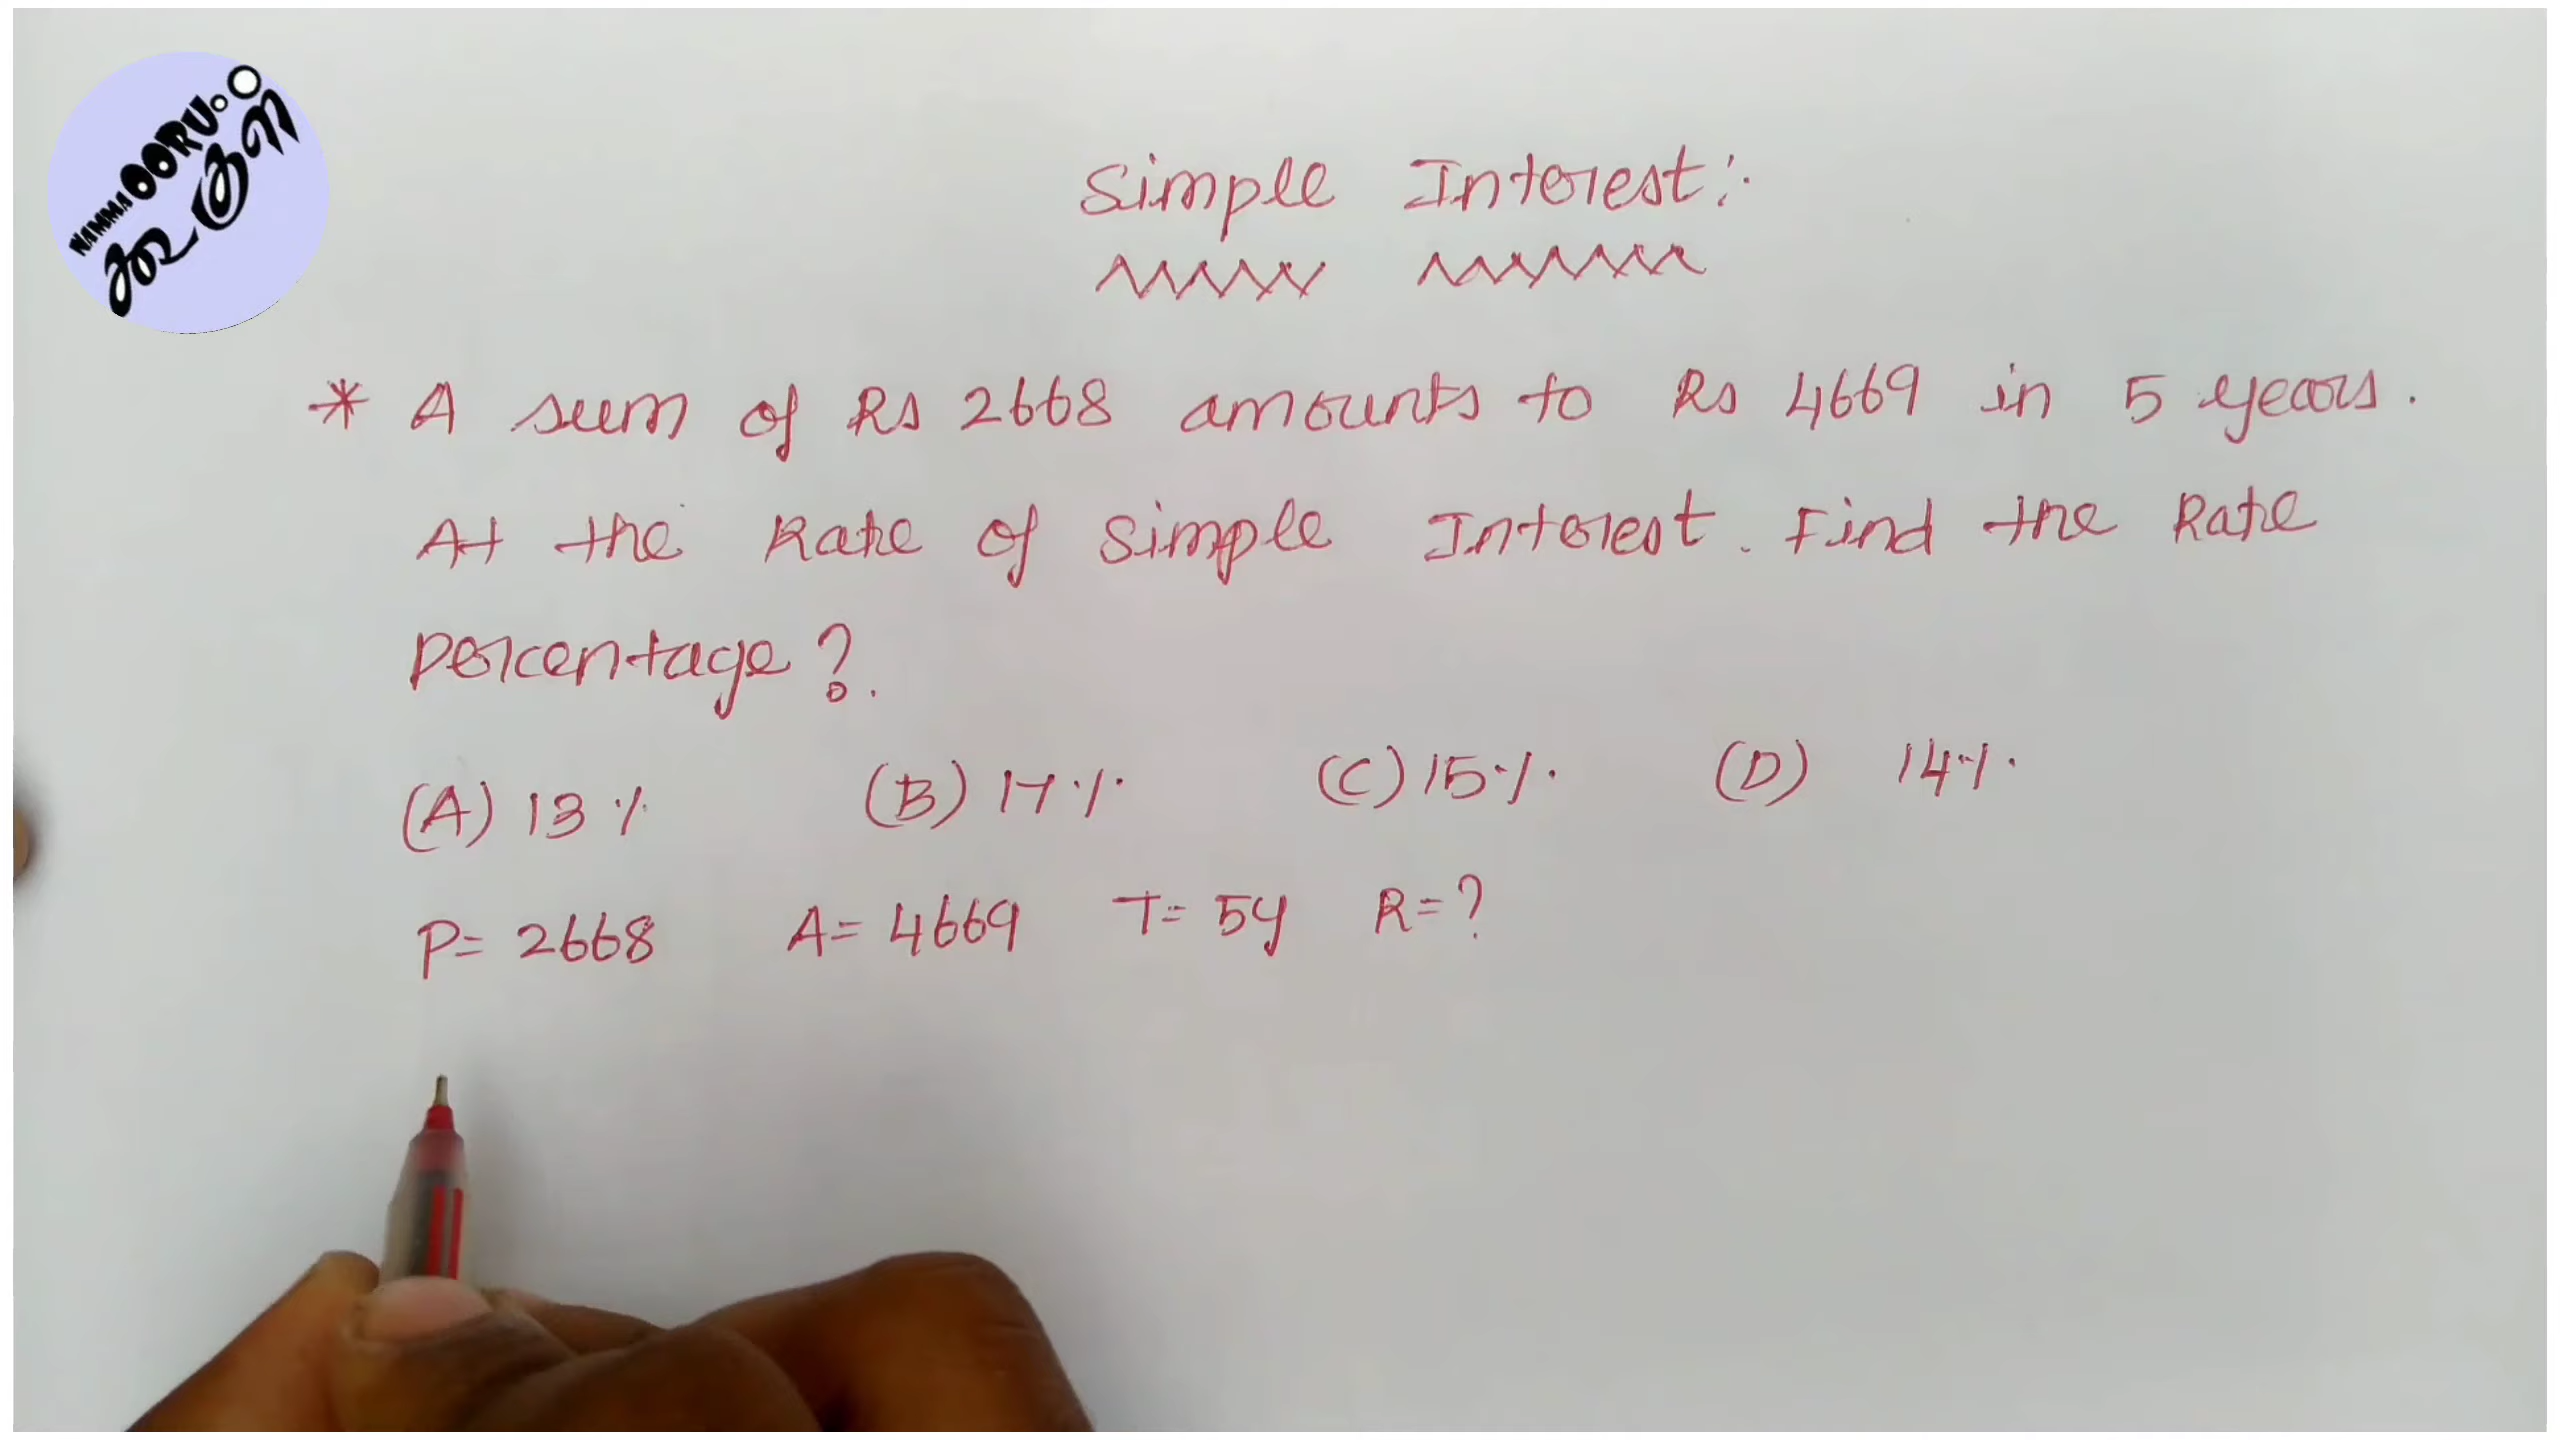 NAMMA OORU
குரு
Simple Interest:-
* A sum of Rs 2668 amounts to Rs 4669 in 5 years.
At the Rate of Simple Interest. Find the Rate
percentage?.
(A) 13% (B) 17% (C) 15% (D) 14%
P= 2668 A= 4669 T= 5y R=?